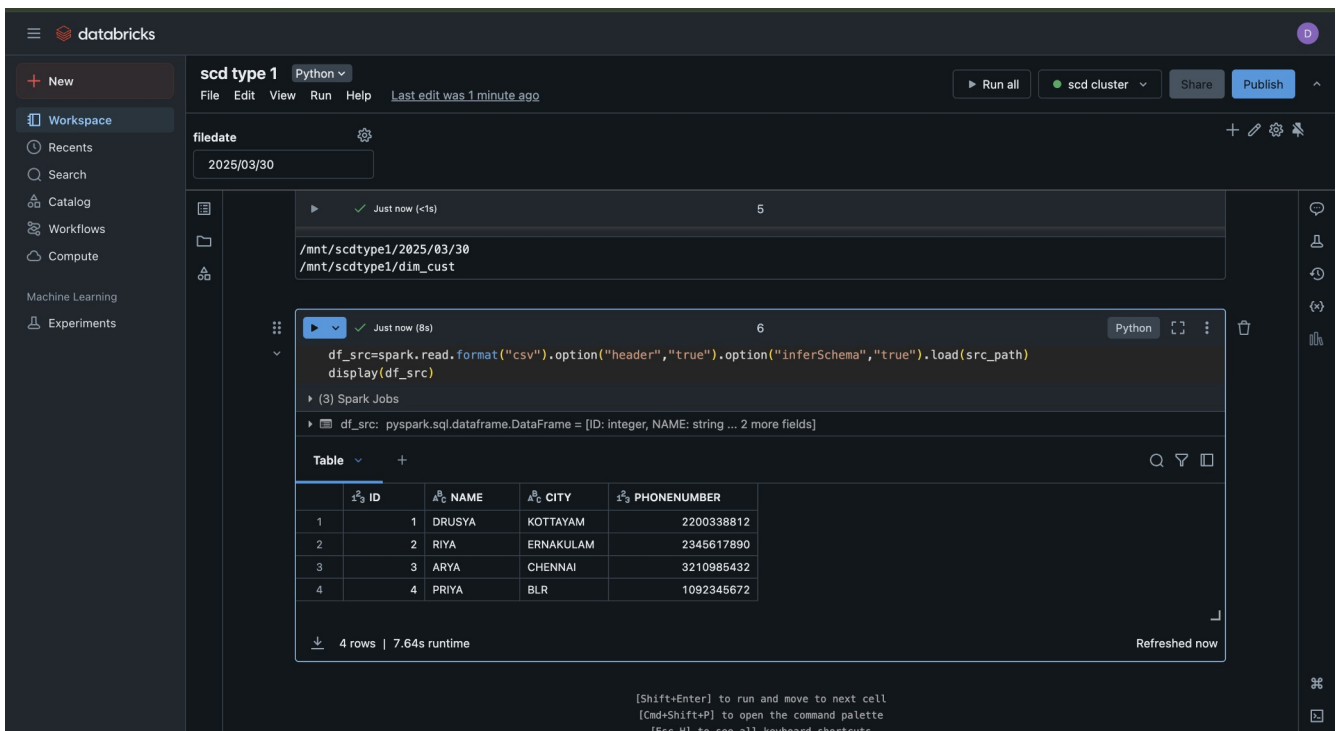 databricks
D
New
Workspace
Recents
Search
Catalog
Workflows
Compute
Machine Learning
Experiments
scd type 1 Python
File Edit View Run Help Last edit was 1 minute ago
Run all scd cluster Share Publish
filedate
2025/03/30
Just now (<1s) 5
/mnt/scdtype1/2025/03/30
/mnt/scdtype1/dim_cust
Just now (8s) 6 Python
df_src=spark.read.format("csv").option("header","true").option("inferSchema","true").load(src_path)
display(df_src)
(3) Spark Jobs
df_src: pyspark.sql.dataframe.DataFrame = [ID: integer, NAME: string ... 2 more fields]
Table +
ID NAME CITY PHONENUMBER
1 1 DRUSYA KOTTAYAM 2200338812
2 2 RIYA ERNAKULAM 2345617890
3 3 ARYA CHENNAI 3210985432
4 4 PRIYA BLR 1092345672
4 rows | 7.64s runtime Refreshed now
[Shift+Enter] to run and move to next cell
[Cmd+Shift+P] to open the command palette
[Esc H] to see all keyboard shortcuts